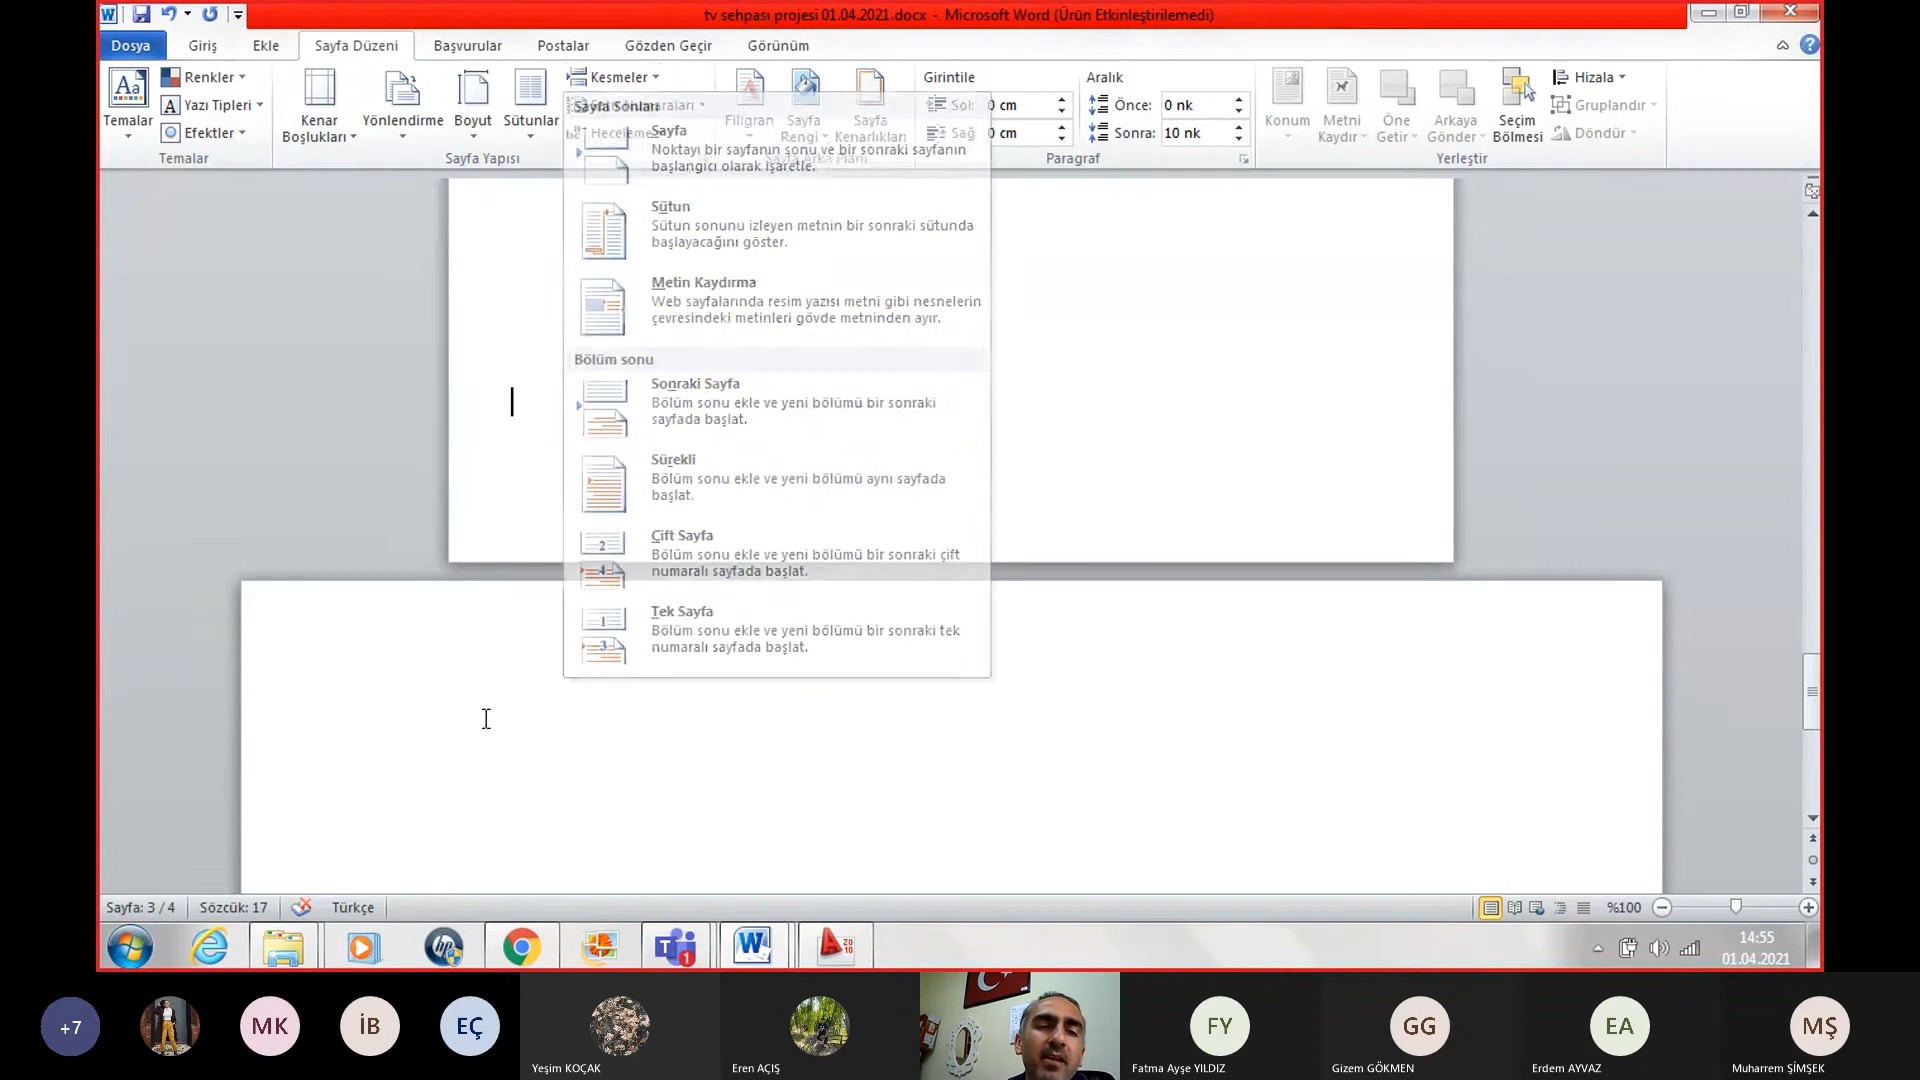 tv sehpası projesi 01.04.2021.docx - Microsoft Word (Ürün Etkinleştirilemedi)
Dosya Giriş Ekle Sayfa Düzeni Başvurular Postalar Gözden Geçir Görünüm
Temalar
Renkler
Yazı Tipleri
Efektler
Temalar
Kenar Boşlukları
Yönlendirme
Boyut
Sütunlar
Kesmeler
Heceleme
Sayfa Yapısı
Filigran
Sayfa Rengi
Sayfa Kenarlıkları
Sayfa Arka Planı
Girintile
Sol: 0 cm
Sağ 0 cm
Aralık
Önce: 0 nk
Sonra: 10 nk
Paragraf
Konum
Metni Kaydır
Öne Getir
Arkaya Gönder
Seçim Bölmesi
Hizala
Gruplandır
Döndür
Yerleştir
Sayfa Sonları
Sayfa
Noktayı bir sayfanın sonu ve bir sonraki sayfanın
başlangıcı olarak işaretle.
Sütun
Sütun sonunu izleyen metnin bir sonraki sütunda
başlayacağını göster.
Metin Kaydırma
Web sayfalarında resim yazısı metni gibi nesnelerin
çevresindeki metinleri gövde metninden ayır.
Bölüm sonu
Sonraki Sayfa
Bölüm sonu ekle ve yeni bölümü bir sonraki
sayfada başlat.
Sürekli
Bölüm sonu ekle ve yeni bölümü aynı sayfada
başlat.
Çift Sayfa
Bölüm sonu ekle ve yeni bölümü bir sonraki çift
numaralı sayfada başlat.
Tek Sayfa
Bölüm sonu ekle ve yeni bölümü bir sonraki tek
numaralı sayfada başlat.
Sayfa: 3 / 4 Sözcük: 17 Türkçe %100
14:55
01.04.2021
+7 MK İB EÇ FY GG EA MŞ
Yeşim KOÇAK Eren AÇIŞ Fatma Ayşe YILDIZ Gizem GÖKMEN Erdem AYVAZ Muharrem ŞİMŞEK